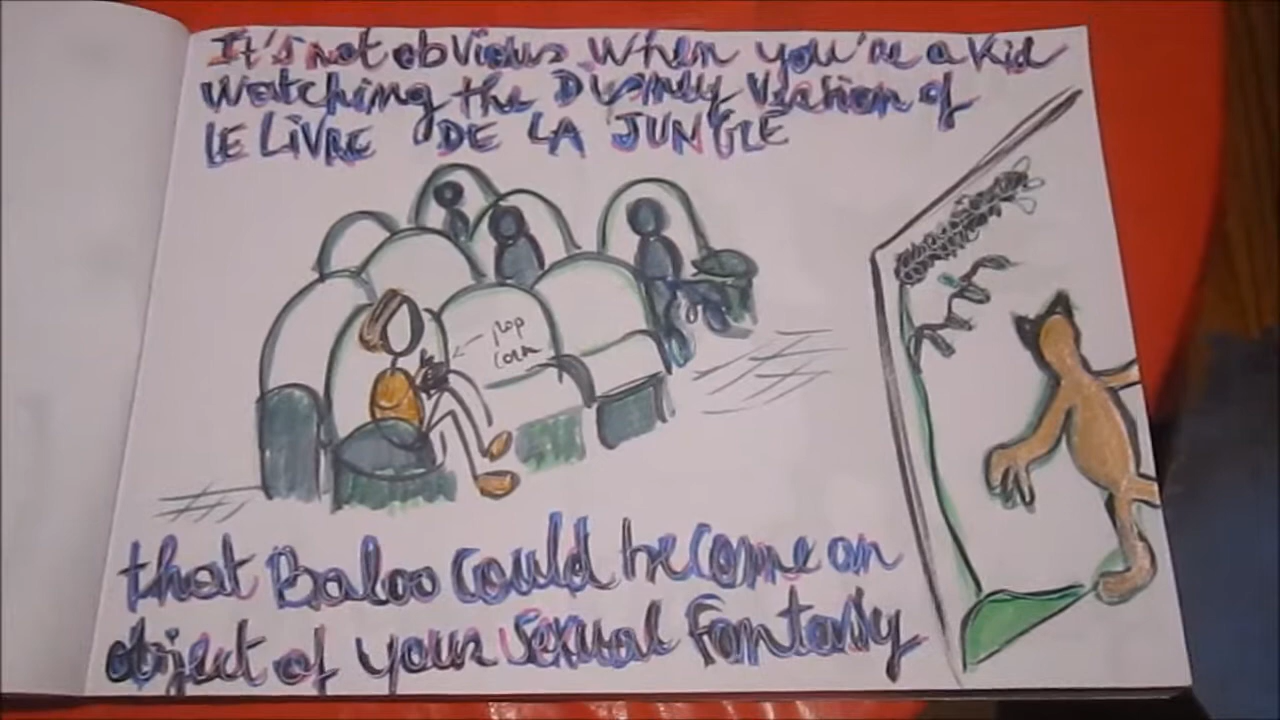 It's not obvious when you're a kid
watching the Disney version of
LE LIVRE DE LA JUNGLE
pop
corn
that Baloo could become an
object of your sexual fantasy